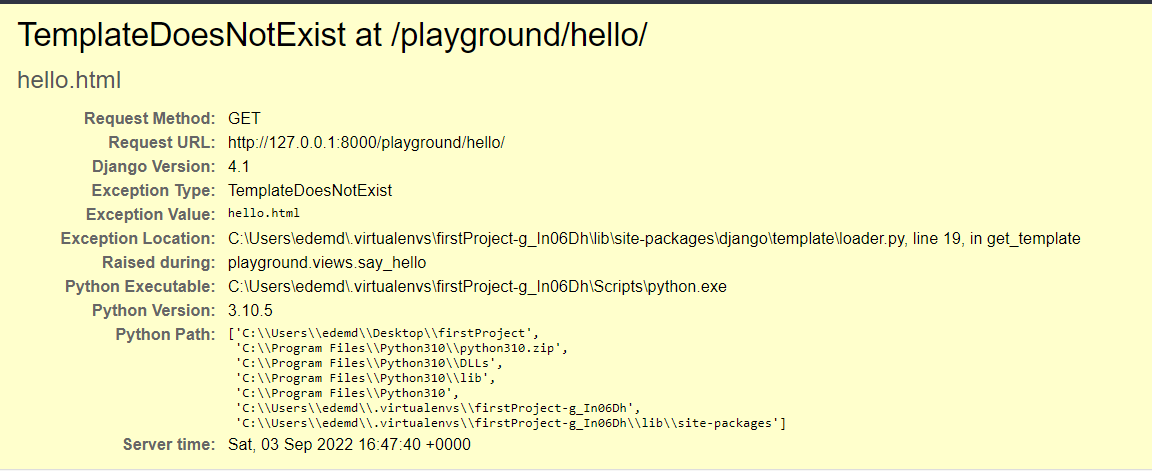 TemplateDoesNotExist at /playground/hello/
hello.html
Request Method: GET
Request URL: http://127.0.0.1:8000/playground/hello/
Django Version: 4.1
Exception Type: TemplateDoesNotExist
Exception Value: hello.html
Exception Location: C:\Users\edemd\.virtualenvs\firstProject-g_In06Dh\lib\site-packages\django\template\loader.py, line 19, in get_template
Raised during: playground.views.say_hello
Python Executable: C:\Users\edemd\.virtualenvs\firstProject-g_In06Dh\Scripts\python.exe
Python Version: 3.10.5
Python Path: ['C:\\Users\\edemd\\Desktop\\firstProject',
'C:\\Program Files\\Python310\\python310.zip',
'C:\\Program Files\\Python310\\DLLs',
'C:\\Program Files\\Python310\\lib',
'C:\\Program Files\\Python310',
'C:\\Users\\edemd\\.virtualenvs\\firstProject-g_In06Dh',
'C:\\Users\\edemd\\.virtualenvs\\firstProject-g_In06Dh\\lib\\site-packages']
Server time: Sat, 03 Sep 2022 16:47:40 +0000